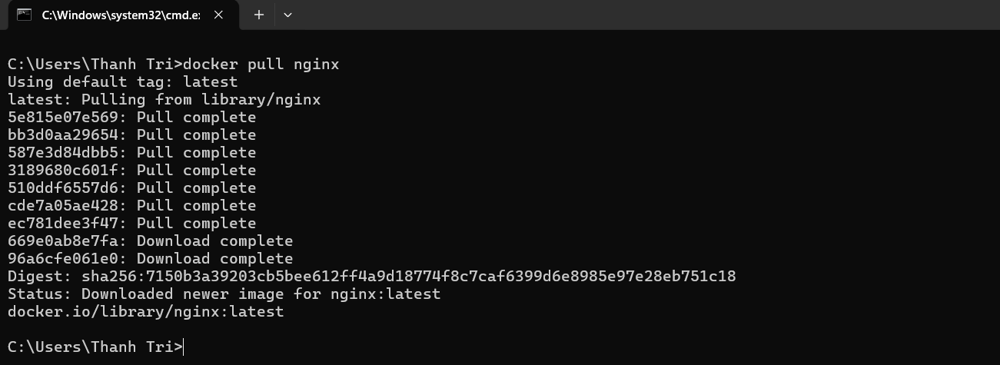 C:\Windows\system32\cmd.e
C:\Users\Thanh Tri>docker pull nginx
Using default tag: latest
latest: Pulling from library/nginx
5e815e07e569: Pull complete
bb3d0aa29654: Pull complete
587e3d84dbb5: Pull complete
3189680c601f: Pull complete
510ddf6557d6: Pull complete
cde7a05ae428: Pull complete
ec781dee3f47: Pull complete
669e0ab8e7fa: Download complete
96a6cfe061e0: Download complete
Digest: sha256:7150b3a39203cb5bee612ff4a9d18774f8c7caf6399d6e8985e97e28eb751c18
Status: Downloaded newer image for nginx:latest
docker.io/library/nginx:latest
C:\Users\Thanh Tri>